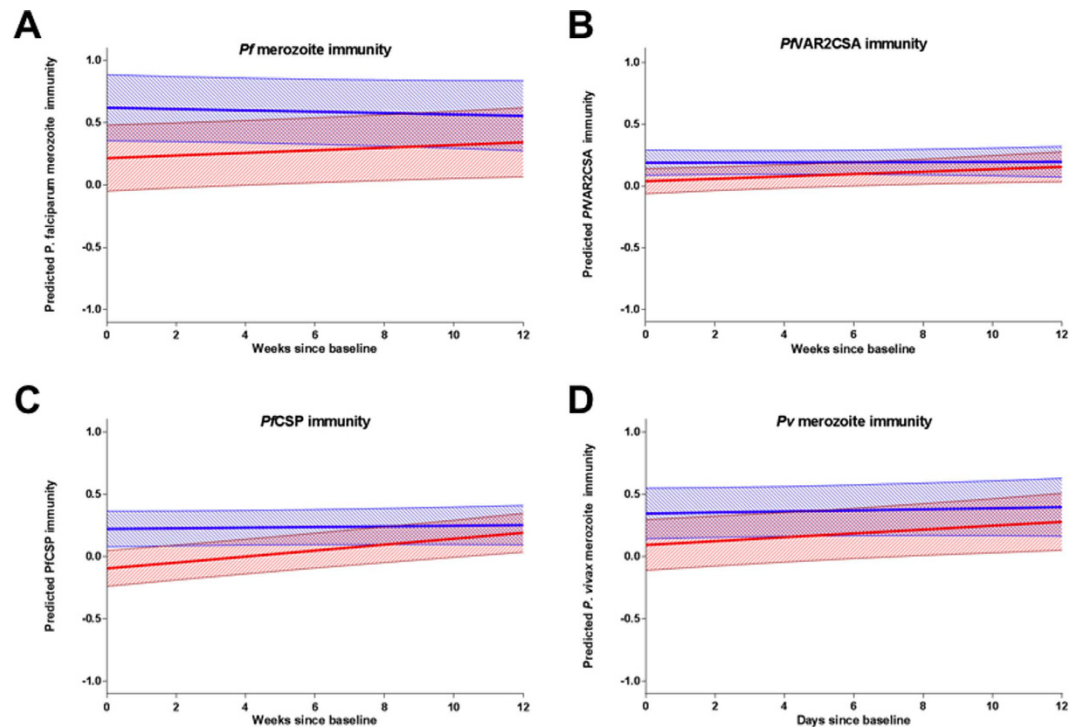 A
Pf merozoite immunity
Predicted P. falciparum merozoite immunity
1.0
0.5
0.0
-0.5
-1.0
0 2 4 6 8 10 12
Weeks since baseline
B
PfVAR2CSA immunity
Predicted PfVAR2CSA immunity
1.0
0.5
0.0
-0.5
-1.0
0 2 4 6 8 10 12
Weeks since baseline
C
PfCSP immunity
Predicted PfCSP immunity
1.0
0.5
0.0
-0.5
-1.0
0 2 4 6 8 10 12
Weeks since baseline
D
Pv merozoite immunity
Predicted P. vivax merozoite immunity
1.0
0.5
0.0
-0.5
-1.0
0 2 4 6 8 10 12
Days since baseline